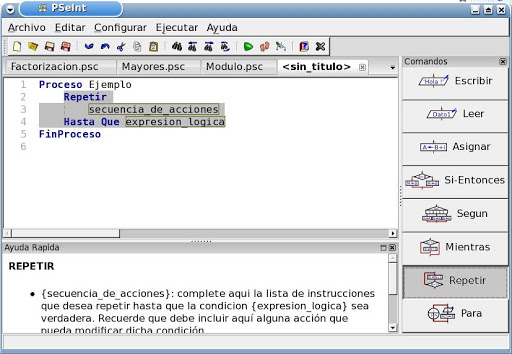 PSeInt
Archivo Editar Configurar Ejecutar Ayuda
Factorizacion.psc Mayores.psc Modulo.psc <sin_titulo>
1 Proceso Ejemplo
2 Repetir
3 secuencia_de_acciones
4 Hasta Que expresion_logica
5 FinProceso
6
Comandos
Hola ! Escribir
Dato1 Leer
A←B+1 Asignar
Si-Entonces
Segun
Mientras
Repetir
Para
Ayuda Rapida
REPETIR
• {secuencia_de_acciones}: complete aqui la lista de instrucciones
que desea repetir hasta que la condicion {expresion_logica} sea
verdadera. Recuerde que debe incluir aquí alguna acción que
pueda modificar dicha condición